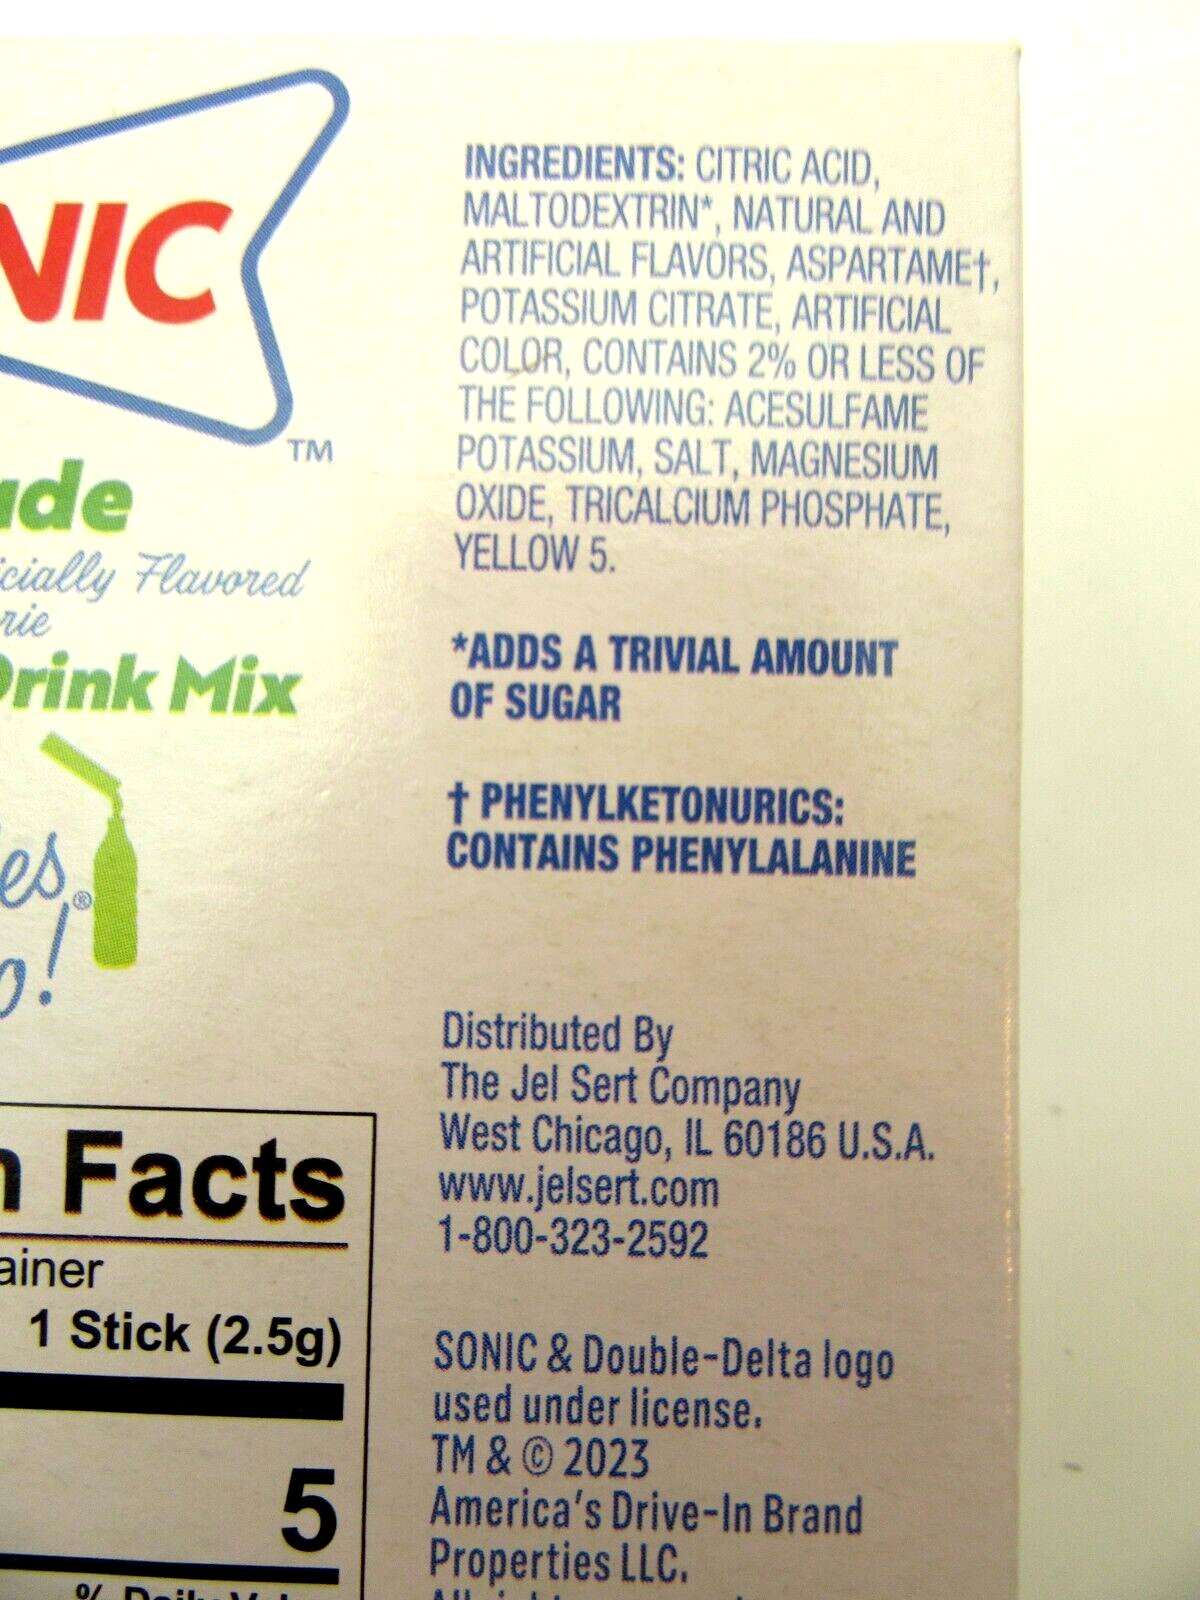 NIC
TM
ade
icially Flavored
rie
Drink Mix
es®
o!
INGREDIENTS: CITRIC ACID,
MALTODEXTRIN*, NATURAL AND
ARTIFICIAL FLAVORS, ASPARTAME†,
POTASSIUM CITRATE, ARTIFICIAL
COLOR, CONTAINS 2% OR LESS OF
THE FOLLOWING: ACESULFAME
POTASSIUM, SALT, MAGNESIUM
OXIDE, TRICALCIUM PHOSPHATE,
YELLOW 5.
*ADDS A TRIVIAL AMOUNT
OF SUGAR
† PHENYLKETONURICS:
CONTAINS PHENYLALANINE
Distributed By
The Jel Sert Company
West Chicago, IL 60186 U.S.A.
www.jelsert.com
1-800-323-2592
SONIC & Double-Delta logo
used under license.
TM & © 2023
America's Drive-In Brand
Properties LLC.
n Facts
ainer
1 Stick (2.5g)
5
% Daily